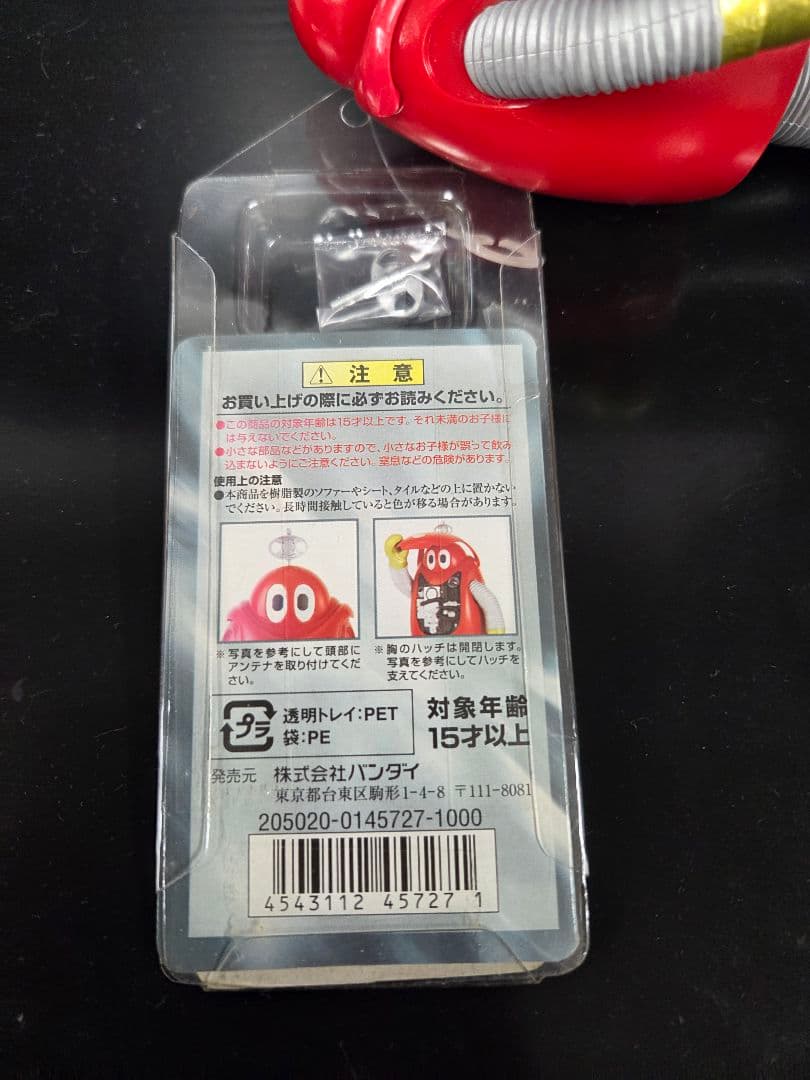 ⚠ 注意
お買い上げの際に必ずお読みください。
●この商品の対象年齢は15才以上です。それ未満のお子様に
は与えないでください。
●小さな部品などがありますので、小さなお子様が誤って飲み
込まないようにご注意ください。窒息などの危険があります。
使用上の注意
●本商品を樹脂製のソファーやシート、タイルなどの上に置かない
でください。長時間接触していると色が移る場合があります。
※写真を参考にして頭部に
アンテナを取り付けてくだ
さい。
※胸のハッチは開閉します。
写真を参考にしてハッチを
支えてください。
プラ
透明トレイ:PET
袋:PE
対象年齢
15才以上
発売元 株式会社バンダイ
東京都台東区駒形1-4-8 〒111-8081
205020-0145727-1000
4543112 45727 1